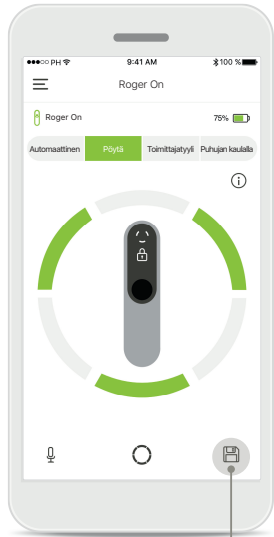 PH 9:41 AM 100 %
Roger On
Roger On 75%
Automaattinen Pöytä Toimittajatyyli Puhujan kaulalla